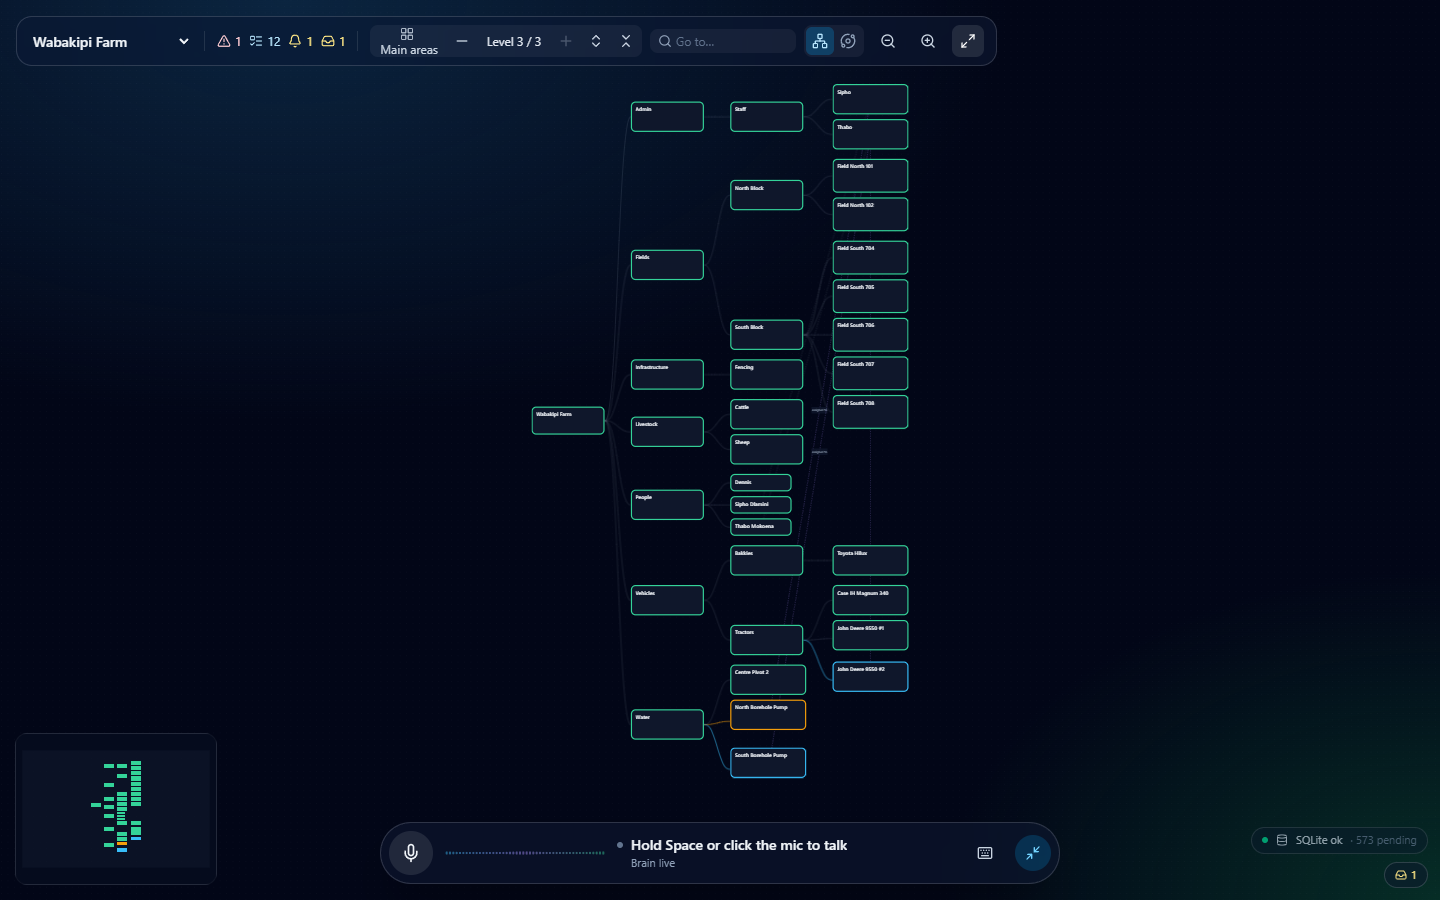 Wabakipi Farm
1
12
1
1
Main areas
Level 3 / 3
Go to...
Wabakipi Farm
Admin
Staff
Sipho
Thabo
Fields
North Block
Field North 101
Field North 102
South Block
Field South 704
Field South 705
Field South 706
Field South 707
Field South 708
Infrastructure
Fencing
Livestock
Cattle
Sheep
People
Dennis
Sipho Dlamini
Thabo Mokoena
Vehicles
Bakkies
Toyota Hilux
Tractors
Case IH Magnum 340
John Deere 9550 #1
John Deere 9550 #2
Water
Centre Pivot 2
North Borehole Pump
South Borehole Pump
Hold Space or click the mic to talk
Brain live
SQLite ok · 573 pending
1